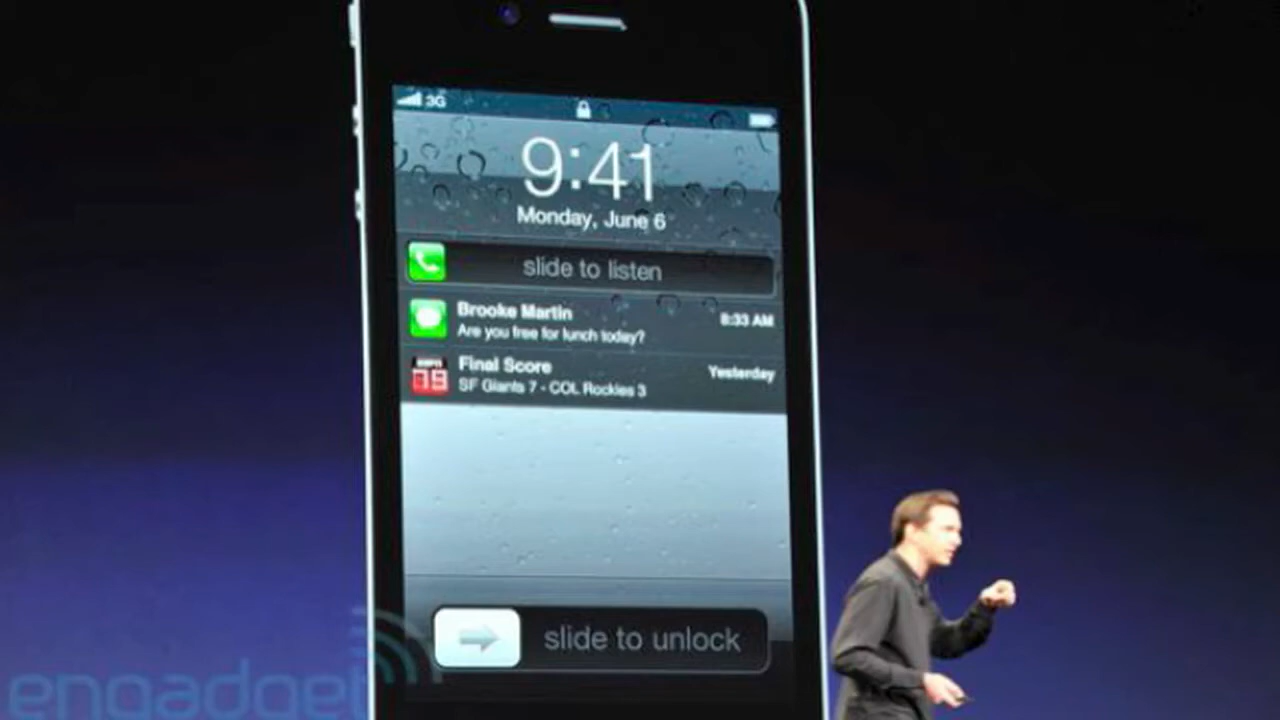 3G
9:41
Monday, June 6
slide to listen
Brooke Martin
8:33 AM
Are you free for lunch today?
Final Score
Yesterday
SF Giants 7 - COL Rockies 3
slide to unlock
engadget